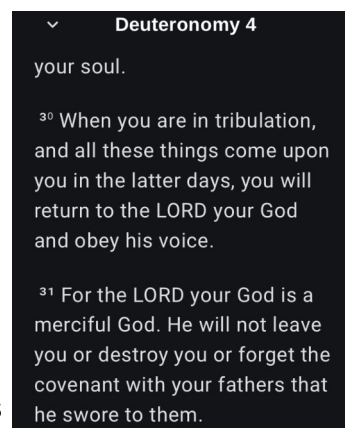 Deuteronomy 4
your soul.
³⁰ When you are in tribulation,
and all these things come upon
you in the latter days, you will
return to the LORD your God
and obey his voice.
³¹ For the LORD your God is a
merciful God. He will not leave
you or destroy you or forget the
covenant with your fathers that
he swore to them.